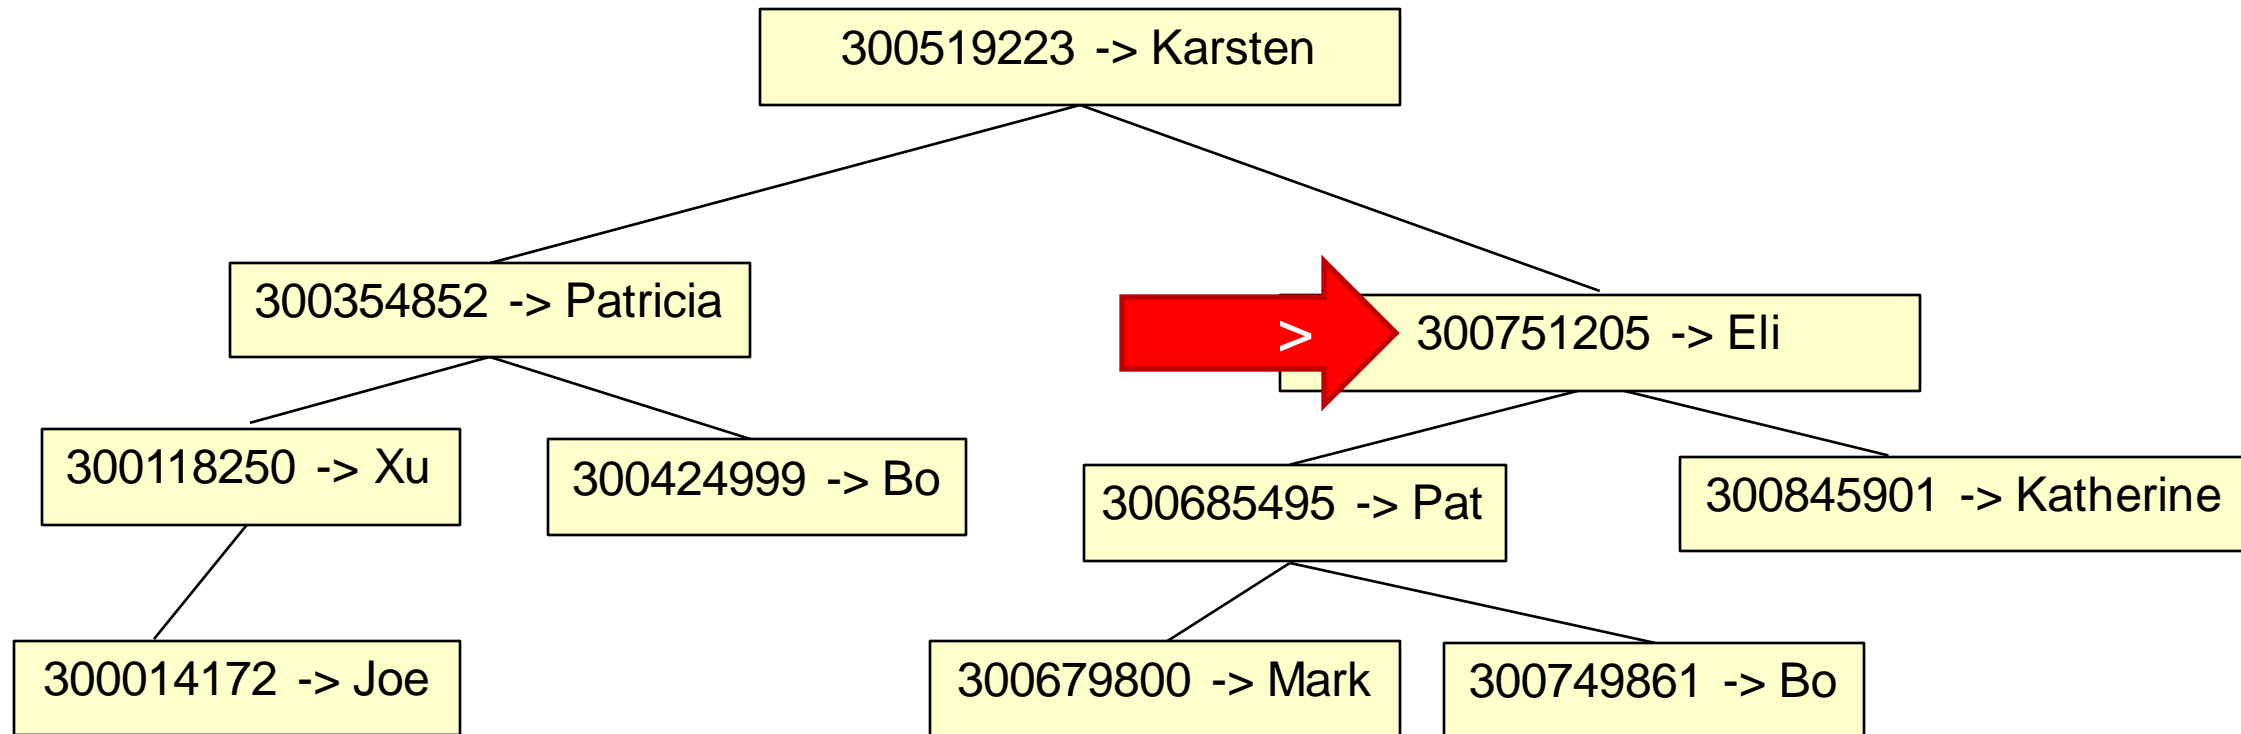 300519223 -> Karsten
300354852 -> Patricia
>
300751205 -> Eli
300118250 -> Xu
300424999 -> Bo
300685495 -> Pat
300845901 -> Katherine
300014172 -> Joe
300679800 -> Mark
300749861 -> Bo